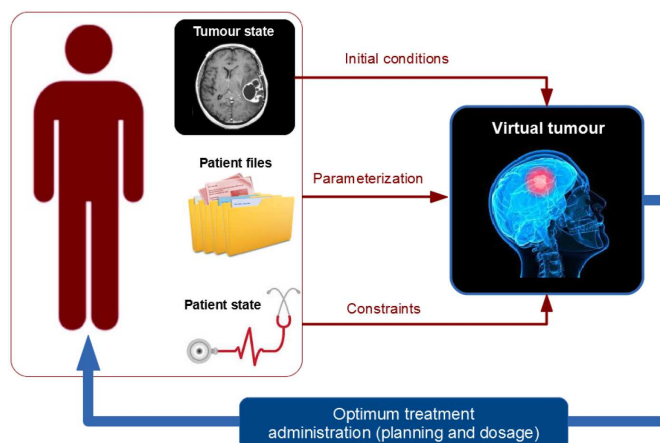 Tumour state
Initial conditions
Virtual tumour
Patient files
Parameterization
Patient state
Constraints
Optimum treatment
administration (planning and dosage)